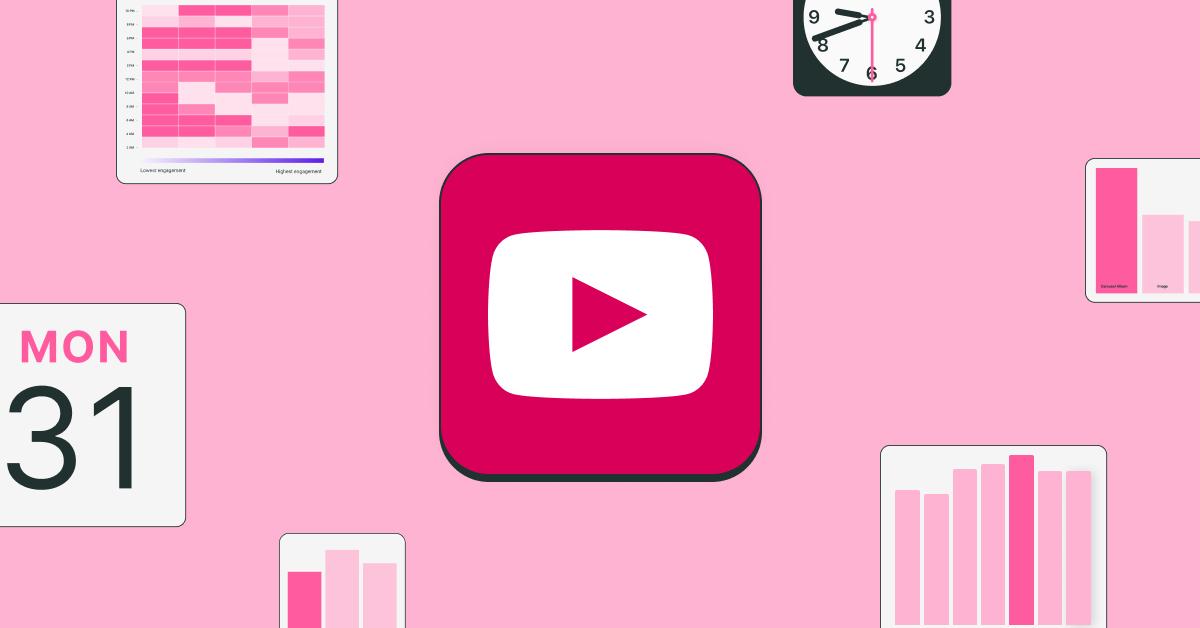 10 PM
8 PM
6 PM
4 PM
2 PM
12 PM
10 AM
8 AM
6 AM
4 AM
2 AM
Lowest engagement
Highest engagement
9
3
8
4
7
5
6
Carousel Album
Image
MON
31